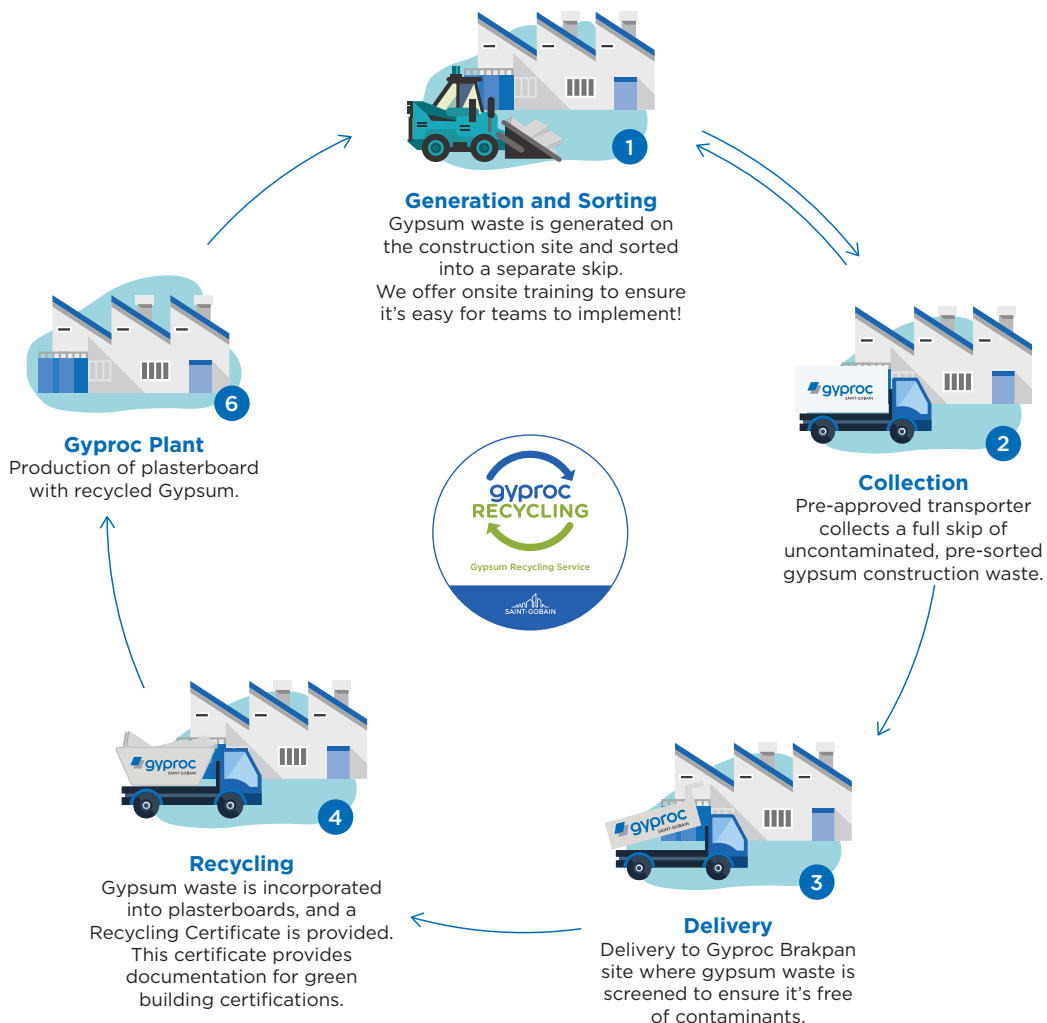 1
Generation and Sorting
Gypsum waste is generated on
the construction site and sorted
into a separate skip.
We offer onsite training to ensure
it's easy for teams to implement!
gyproc
SAINT-GOBAIN
2
Collection
Pre-approved transporter
collects a full skip of
uncontaminated, pre-sorted
gypsum construction waste.
gyproc
SAINT-GOBAIN
3
Delivery
Delivery to Gyproc Brakpan
site where gypsum waste is
screened to ensure it's free
of contaminants.
gyproc
SAINT-GOBAIN
4
Recycling
Gypsum waste is incorporated
into plasterboards, and a
Recycling Certificate is provided.
This certificate provides
documentation for green
building certifications.
6
Gyproc Plant
Production of plasterboard
with recycled Gypsum.
gyproc
RECYCLING
Gypsum Recycling Service
SAINT-GOBAIN